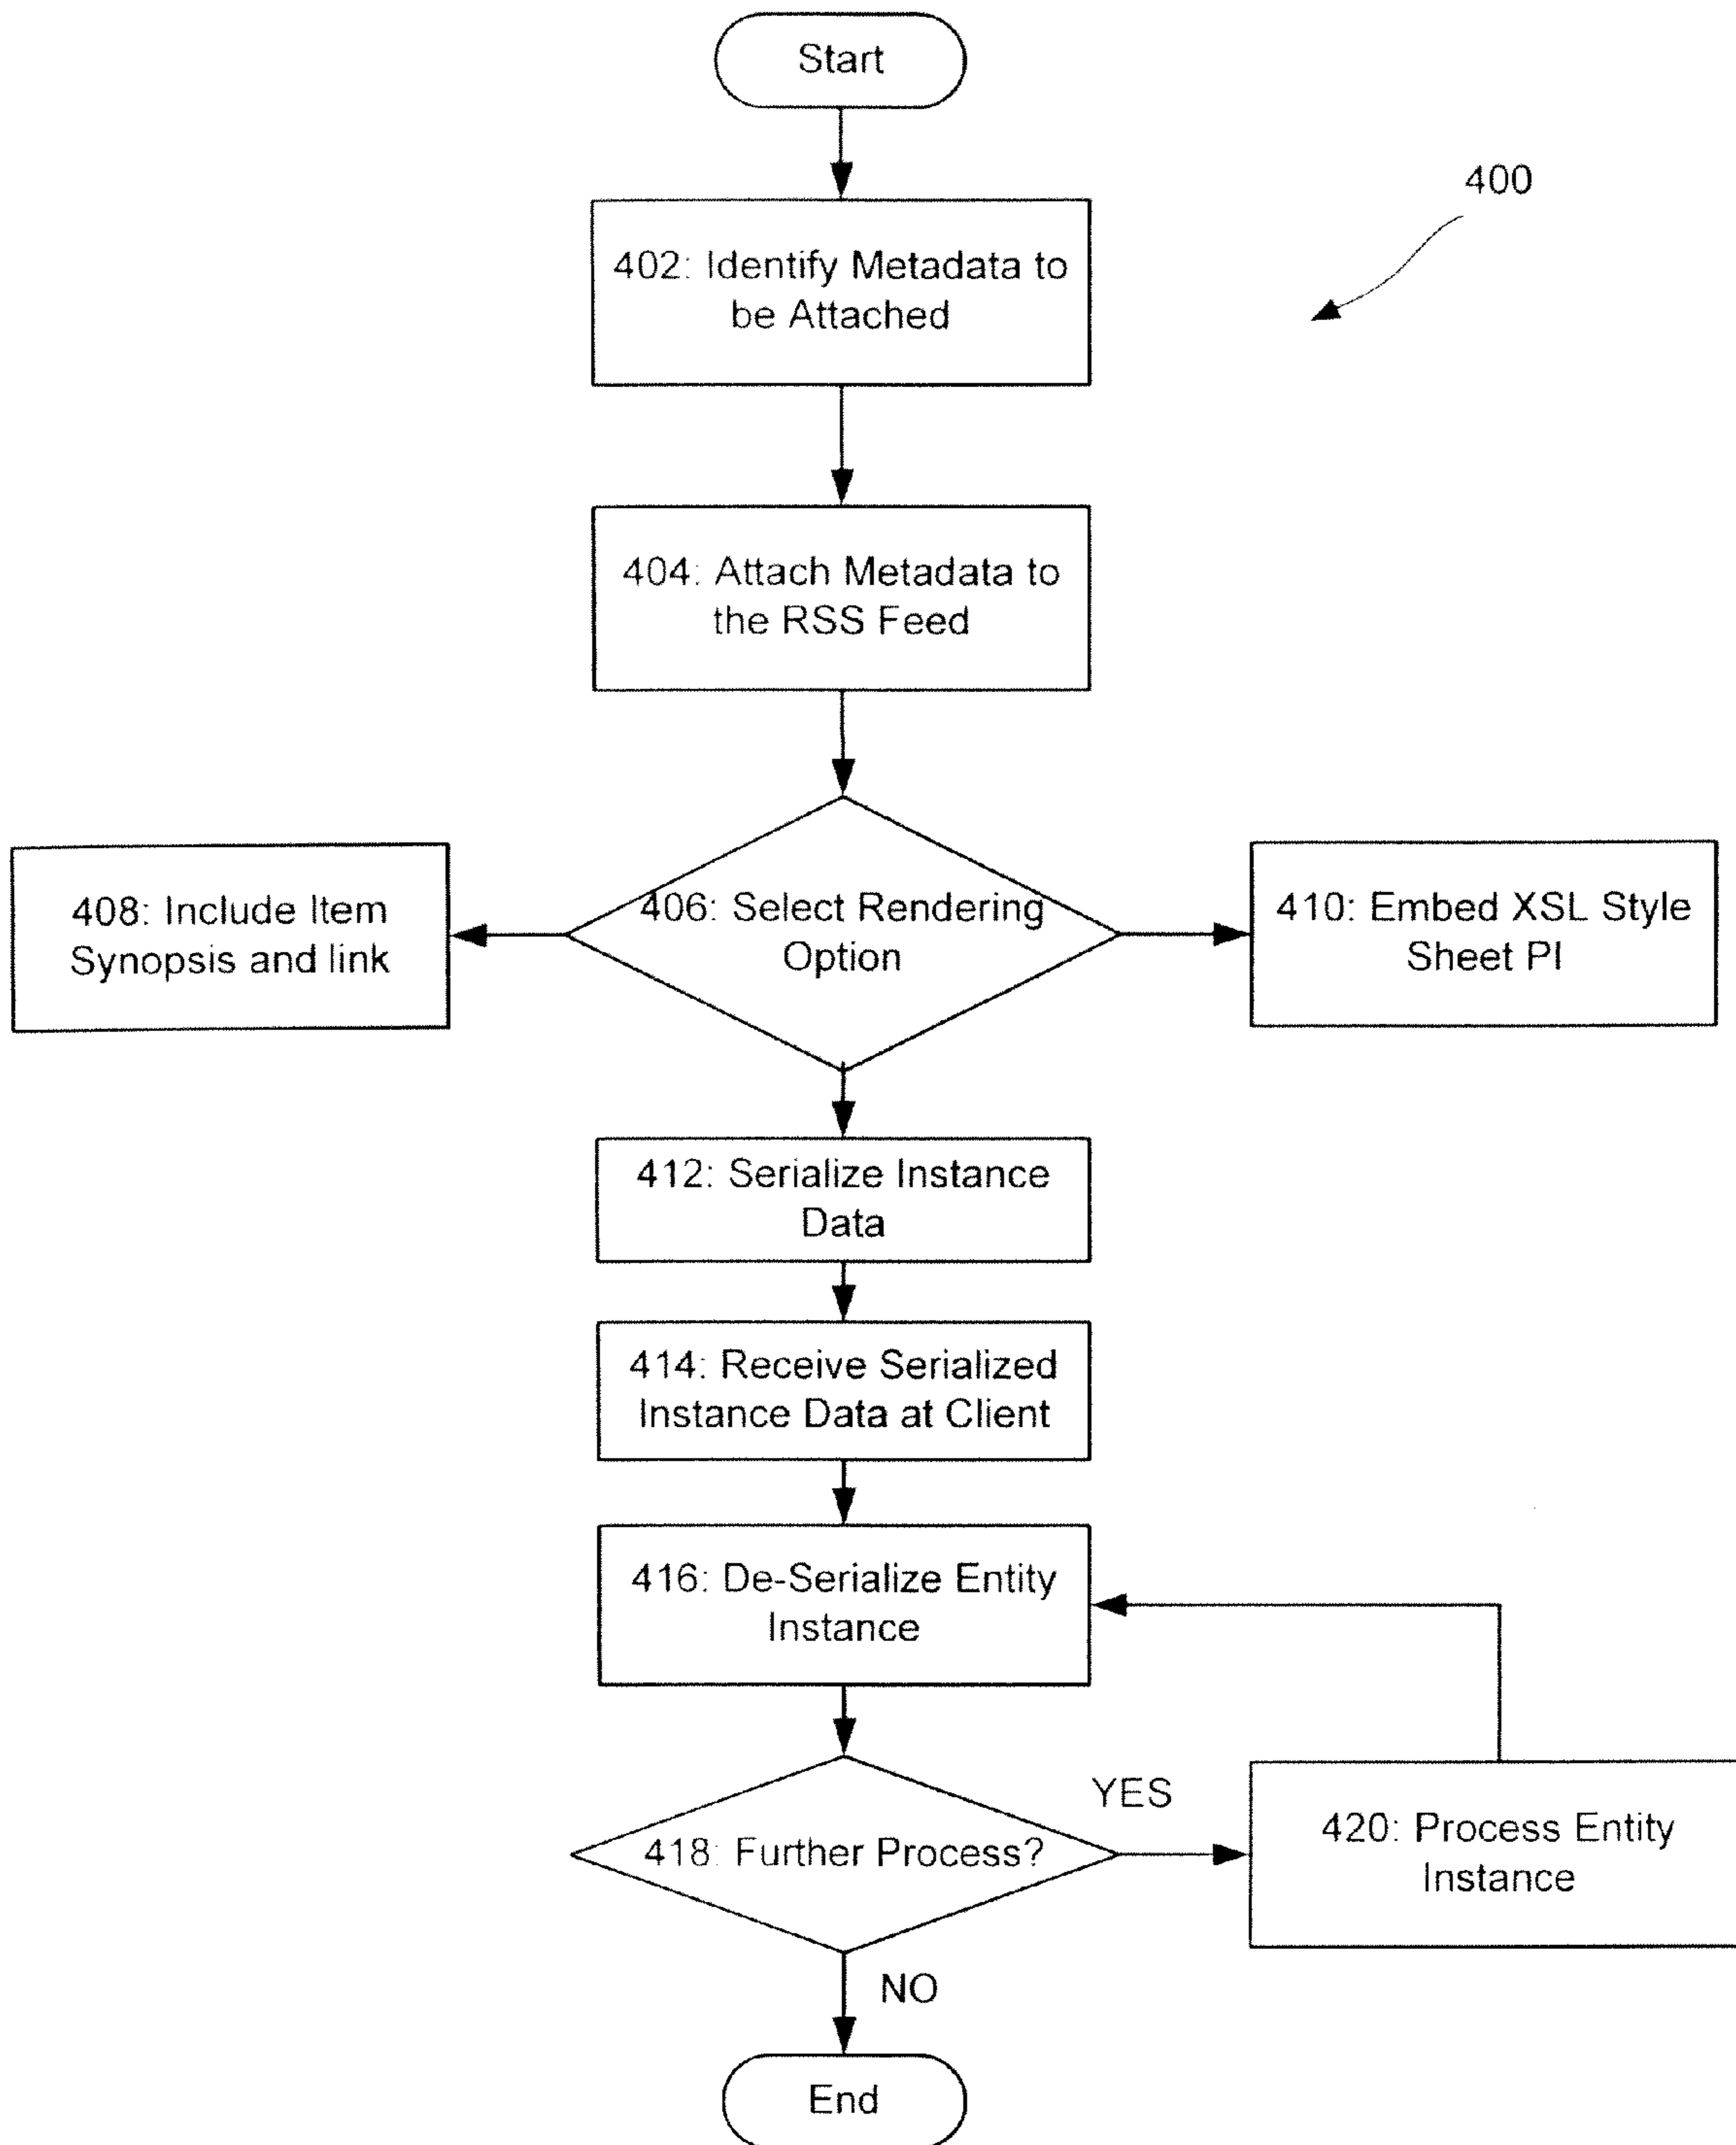 Start
400
402: Identify Metadata to
be Attached
404: Attach Metadata to
the RSS Feed
408: Include Item
Synopsis and link
406: Select Rendering
Option
410: Embed XSL Style
Sheet PI
412: Serialize Instance
Data
414: Receive Serialized
Instance Data at Client
416: De-Serialize Entity
Instance
YES
418: Further Process?
420: Process Entity
Instance
NO
End